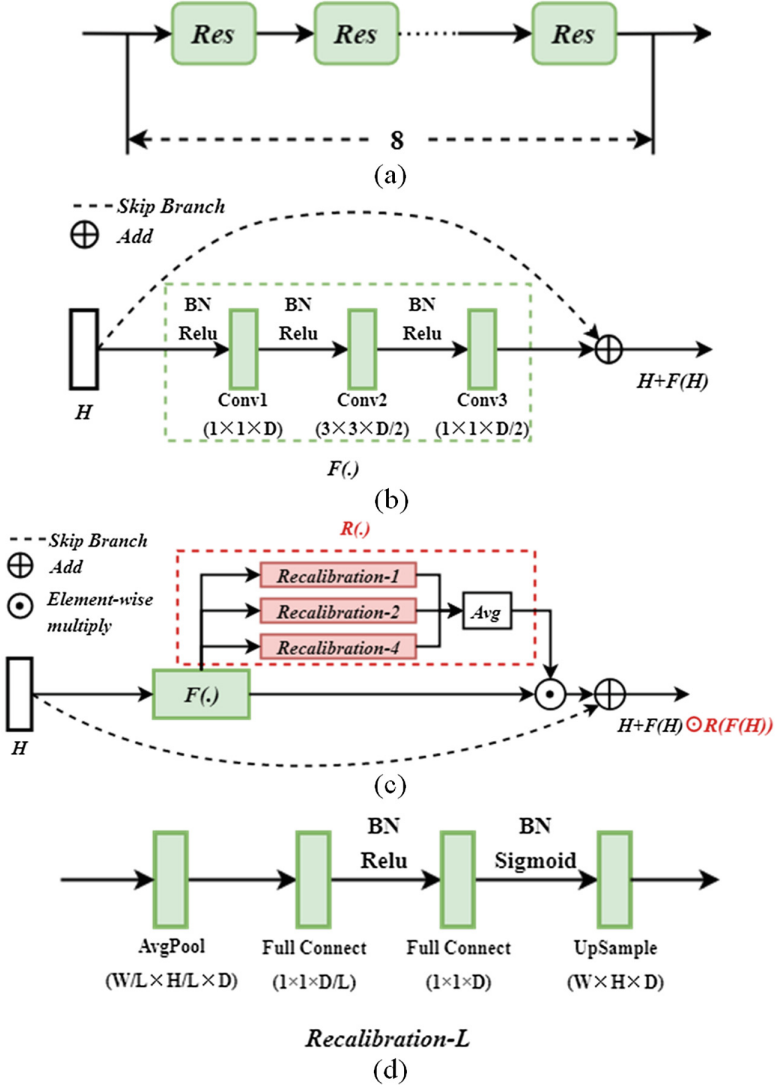 Res Res Res
8
(a)
Skip Branch
Add
BN BN BN
Relu Relu Relu
H
H+F(H)
Conv1 Conv2 Conv3
(1×1×D) (3×3×D/2) (1×1×D/2)
F(.)
(b)
R(.)
Skip Branch
Add
Element-wise
multiply
Recalibration-1
Recalibration-2
Recalibration-4
Avg
F(.)
H
H+F(H)⊙R(F(H))
(c)
BN BN
Relu Sigmoid
AvgPool Full Connect Full Connect UpSample
(W/L×H/L×D) (1×1×D/L) (1×1×D) (W×H×D)
Recalibration-L
(d)